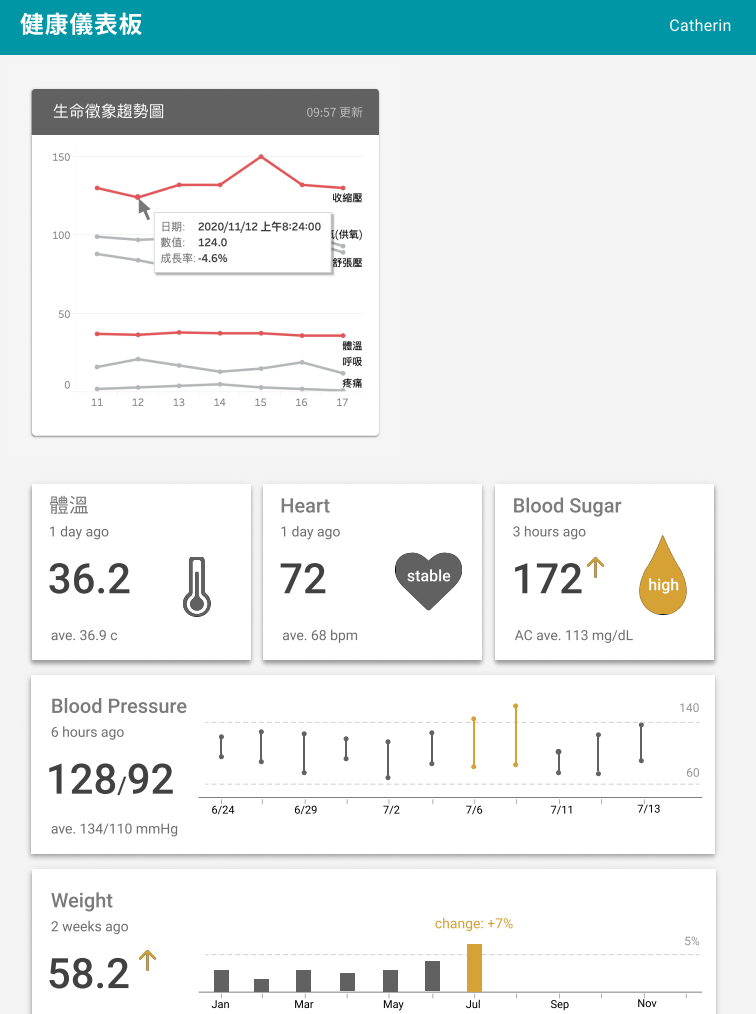 健康儀表板
Catherin
生命徵象趨勢圖
09:57 更新
150
收縮壓
日期: 2020/11/12 上午8:24:00
100
(供氧)
數值: 124.0
成長率: -4.6%
舒張壓
50
體溫
呼吸
0
疼痛
11 12 13 14 15 16 17
體溫
1 day ago
36.2
ave. 36.9 c
Heart
1 day ago
72
stable
ave. 68 bpm
Blood Sugar
3 hours ago
172
high
AC ave. 113 mg/dL
Blood Pressure
6 hours ago
128/92
ave. 134/110 mmHg
140
60
6/24 6/29 7/2 7/6 7/11 7/13
Weight
2 weeks ago
58.2
change: +7%
5%
Jan Mar May Jul Sep Nov